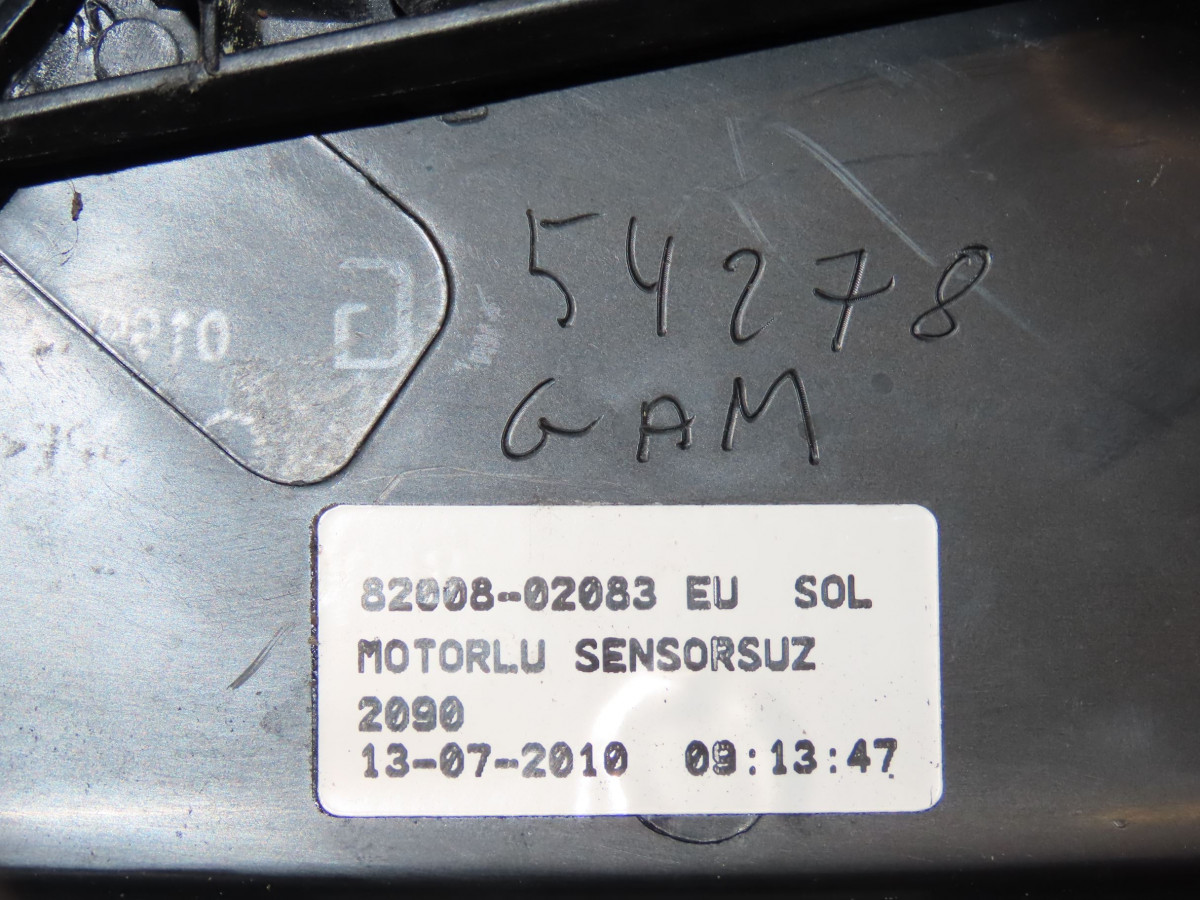 54278
GAM
82008-02083 EU SOL
MOTORLU SENSORSUZ
2090
13-07-2010 09:13:47